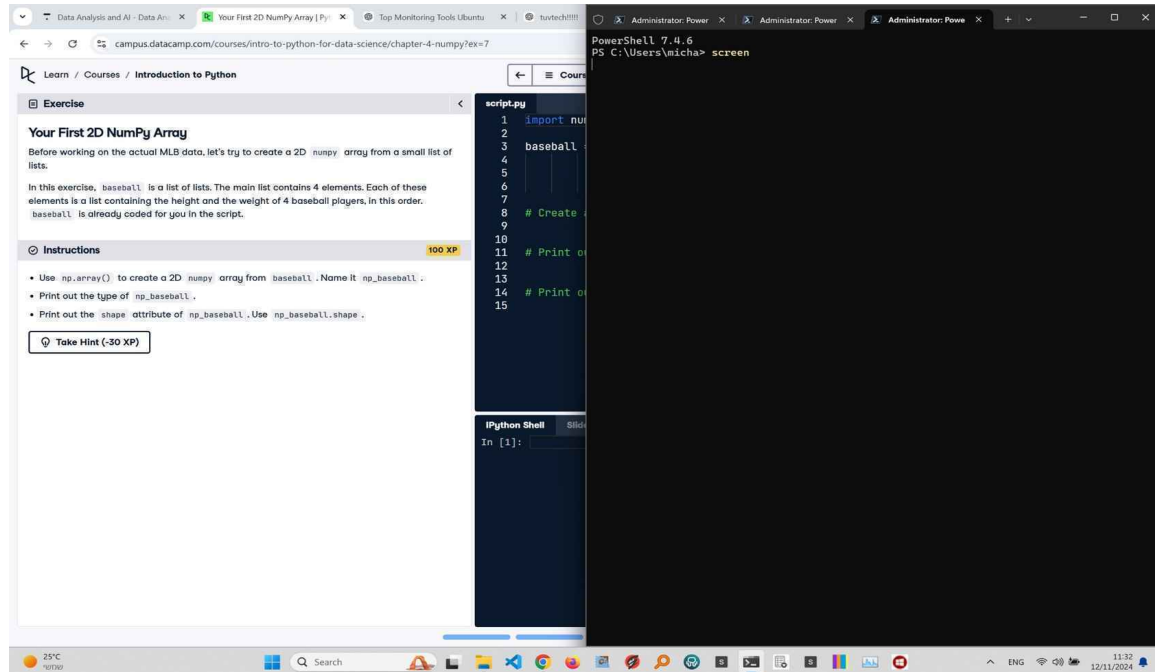 Data Analysis and AI - Data Ana
Your First 2D NumPy Array | Py
Top Monitoring Tools Ubuntu
tuvtech!!!!!
campus.datacamp.com/courses/intro-to-python-for-data-science/chapter-4-numpy?ex=7
Learn / Courses / Introduction to Python
Cours
Exercise
Your First 2D NumPy Array
Before working on the actual MLB data, let's try to create a 2D numpy array from a small list of
lists.
In this exercise, baseball is a list of lists. The main list contains 4 elements. Each of these
elements is a list containing the height and the weight of 4 baseball players, in this order.
baseball is already coded for you in the script.
Instructions
100 XP
• Use np.array() to create a 2D numpy array from baseball. Name it np_baseball.
• Print out the type of np_baseball.
• Print out the shape attribute of np_baseball. Use np_baseball.shape.
Take Hint (-30 XP)
script.py
1 import nu
2
3 baseball =
4
5
6
7
8 # Create a
9
10
11 # Print ou
12
13
14 # Print ou
15
IPython Shell Slide
In [1]:
Administrator: Power
Administrator: Power
Administrator: Powe
PowerShell 7.4.6
PS C:\Users\micha> screen
25°C
שמשי
Search
ENG
11:32
12/11/2024